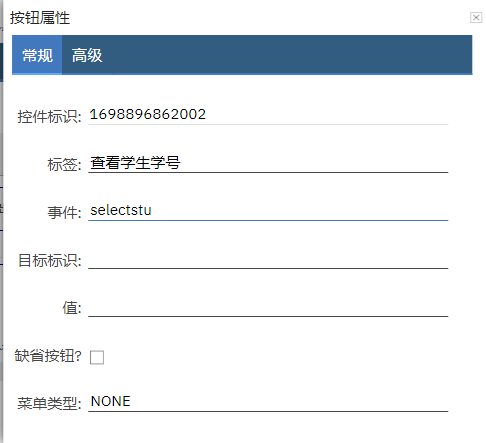 按钮属性
常规 高级
控件标识: 1698896862002
标签: 查看学生学号
事件: selectstu
目标标识:
值:
缺省按钮?
菜单类型: NONE